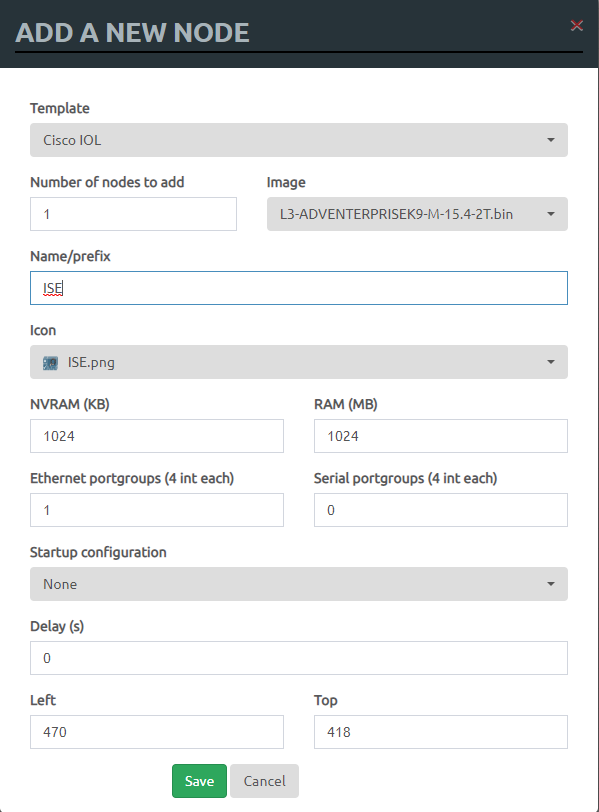 ADD A NEW NODE
Template
Cisco IOL
Number of nodes to add Image
1 L3-ADVENTERPRISEK9-M-15.4-2T.bin
Name/prefix
ISE
Icon
ISE.png
NVRAM (KB) RAM (MB)
1024 1024
Ethernet portgroups (4 int each) Serial portgroups (4 int each)
1 0
Startup configuration
None
Delay (s)
0
Left Top
470 418
Save Cancel